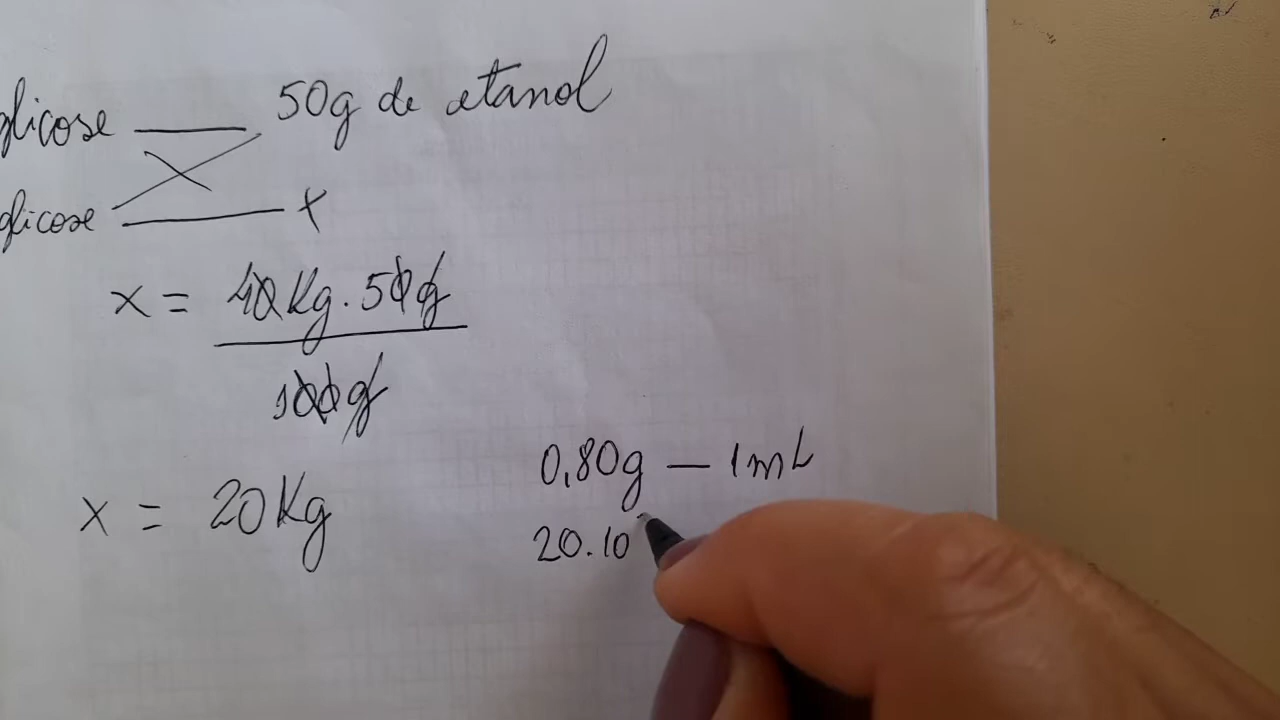 glicose — 50g de etanol
glicose — x
x = 40Kg.50g
100g
x = 20Kg
0,80g — 1mL
20.10